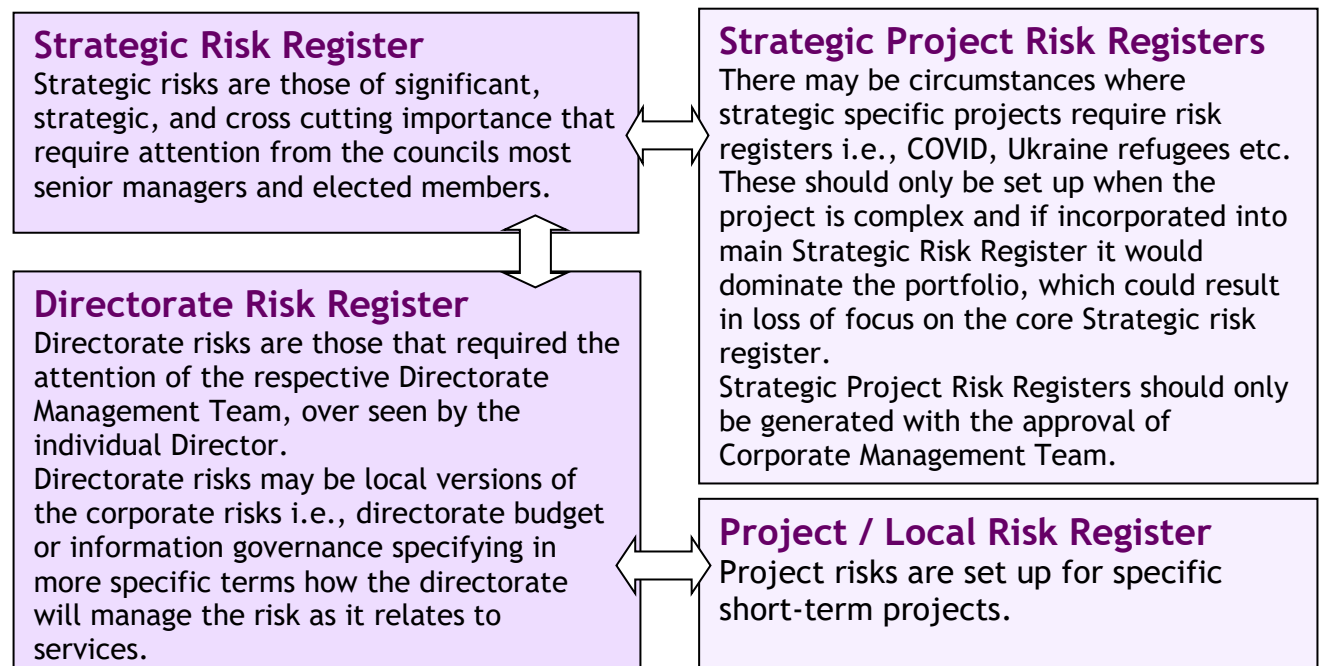 Strategic Risk Register
Strategic risks are those of significant,
strategic, and cross cutting importance that
require attention from the councils most
senior managers and elected members.
Directorate Risk Register
Directorate risks are those that required the
attention of the respective Directorate
Management Team, over seen by the
individual Director.
Directorate risks may be local versions of
the corporate risks i.e., directorate budget
or information governance specifying in
more specific terms how the directorate
will manage the risk as it relates to
services.
Strategic Project Risk Registers
There may be circumstances where
strategic specific projects require risk
registers i.e., COVID, Ukraine refugees etc.
These should only be set up when the
project is complex and if incorporated into
main Strategic Risk Register it would
dominate the portfolio, which could result
in loss of focus on the core Strategic risk
register.
Strategic Project Risk Registers should only
be generated with the approval of
Corporate Management Team.
Project / Local Risk Register
Project risks are set up for specific
short-term projects.